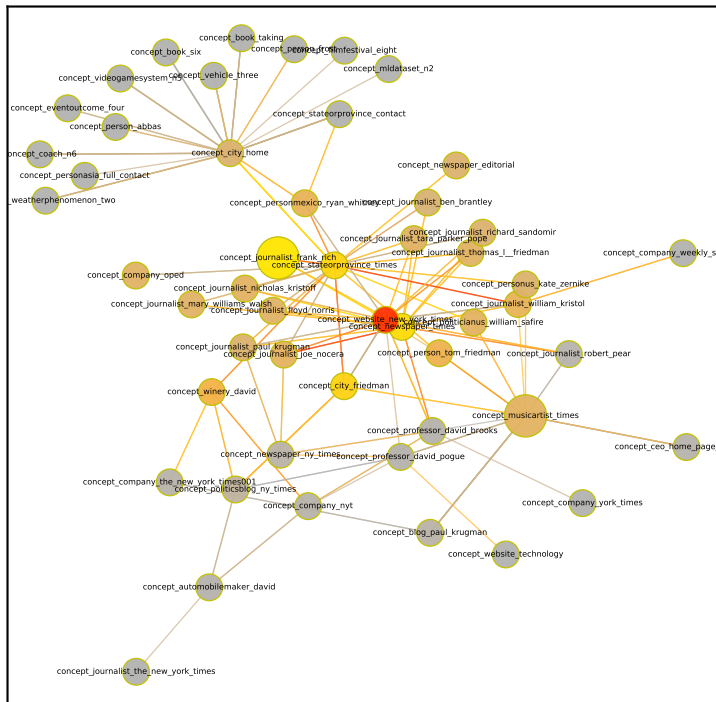 concept_book_taking
concept_person_frost
concept_filmfestival_eight
concept_book_six
concept_mldataset_n2
concept_videogamesystem_n5
concept_vehicle_three
concept_eventoutcome_four
concept_stateorprovince_contact
concept_person_abbas
concept_coach_n6
concept_city_home
concept_newspaper_editorial
concept_personasia_full_contact
_weatherphenomenon_two
concept_personmexico_ryan_whitney
concept_journalist_ben_brantley
concept_journalist_richard_sandomir
concept_journalist_tara_parker_pope
concept_journalist_thomas_l__friedman
concept_company_weekly_s
concept_journalist_frank_rich
concept_stateorprovince_times
concept_company_oped
concept_personus_kate_zernike
concept_journalist_nicholas_kristoff
concept_journalist_mary_williams_walsh
concept_journalist_william_kristol
concept_journalist_floyd_norris
concept_website_new_york_times
concept_politicianus_william_safire
concept_newspaper_times
concept_journalist_paul_krugman
concept_journalist_joe_nocera
concept_person_tom_friedman
concept_journalist_robert_pear
concept_winery_david
concept_city_friedman
concept_musicartist_times
concept_professor_david_brooks
concept_ceo_home_page_
concept_newspaper_ny_times
concept_professor_david_pogue
concept_company_the_new_york_times001
concept_politicsblog_ny_times
concept_company_york_times
concept_company_nyt
concept_blog_paul_krugman
concept_website_technology
concept_automobilemaker_david
concept_journalist_the_new_york_times